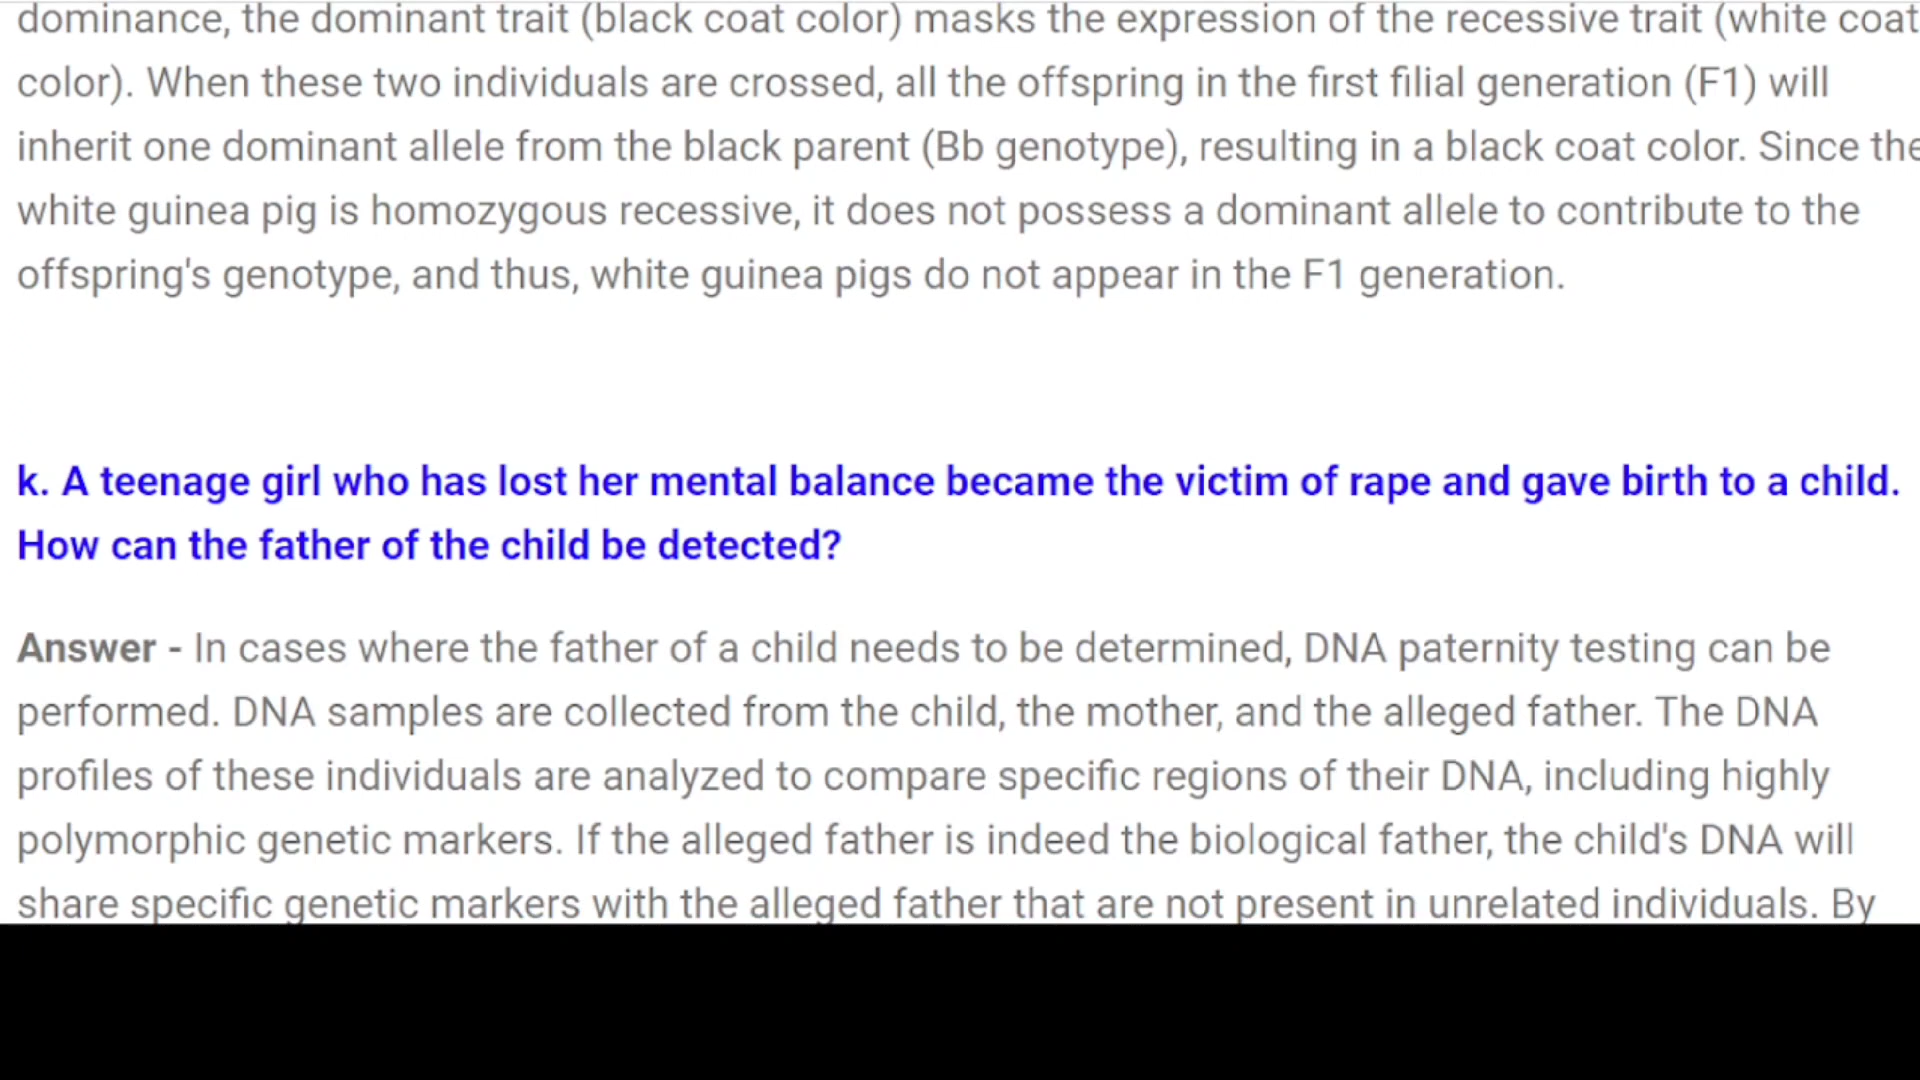 dominance, the dominant trait (black coat color) masks the expression of the recessive trait (white coat
color). When these two individuals are crossed, all the offspring in the first filial generation (F1) will
inherit one dominant allele from the black parent (Bb genotype), resulting in a black coat color. Since the
white guinea pig is homozygous recessive, it does not possess a dominant allele to contribute to the
offspring's genotype, and thus, white guinea pigs do not appear in the F1 generation.
k. A teenage girl who has lost her mental balance became the victim of rape and gave birth to a child.
How can the father of the child be detected?
Answer - In cases where the father of a child needs to be determined, DNA paternity testing can be
performed. DNA samples are collected from the child, the mother, and the alleged father. The DNA
profiles of these individuals are analyzed to compare specific regions of their DNA, including highly
polymorphic genetic markers. If the alleged father is indeed the biological father, the child's DNA will
share specific genetic markers with the alleged father that are not present in unrelated individuals. By